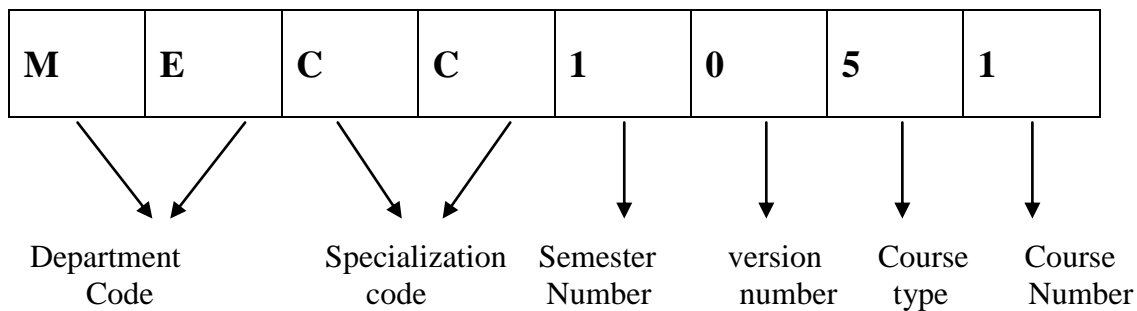 M E C C 1 0 5 1
Department Specialization Semester version Course Course
Code code Number number type Number